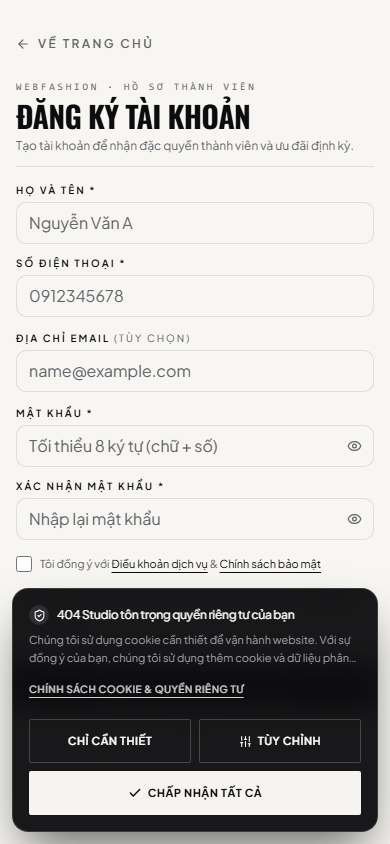 VỀ TRANG CHỦ
WEBFASHION · HỒ SƠ THÀNH VIÊN
ĐĂNG KÝ TÀI KHOẢN
Tạo tài khoản để nhận đặc quyền thành viên và ưu đãi định kỳ.
HỌ VÀ TÊN *
Nguyễn Văn A
SỐ ĐIỆN THOẠI *
0912345678
ĐỊA CHỈ EMAIL (TÙY CHỌN)
name@example.com
MẬT KHẨU *
Tối thiểu 8 ký tự (chữ + số)
XÁC NHẬN MẬT KHẨU *
Nhập lại mật khẩu
Tôi đồng ý với Điều khoản dịch vụ & Chính sách bảo mật
404 Studio tôn trọng quyền riêng tư của bạn
Chúng tôi sử dụng cookie cần thiết để vận hành website. Với sự
đồng ý của bạn, chúng tôi sử dụng thêm cookie và dữ liệu phân...
CHÍNH SÁCH COOKIE & QUYỀN RIÊNG TƯ
CHỈ CẦN THIẾT
TÙY CHỈNH
CHẤP NHẬN TẤT CẢ